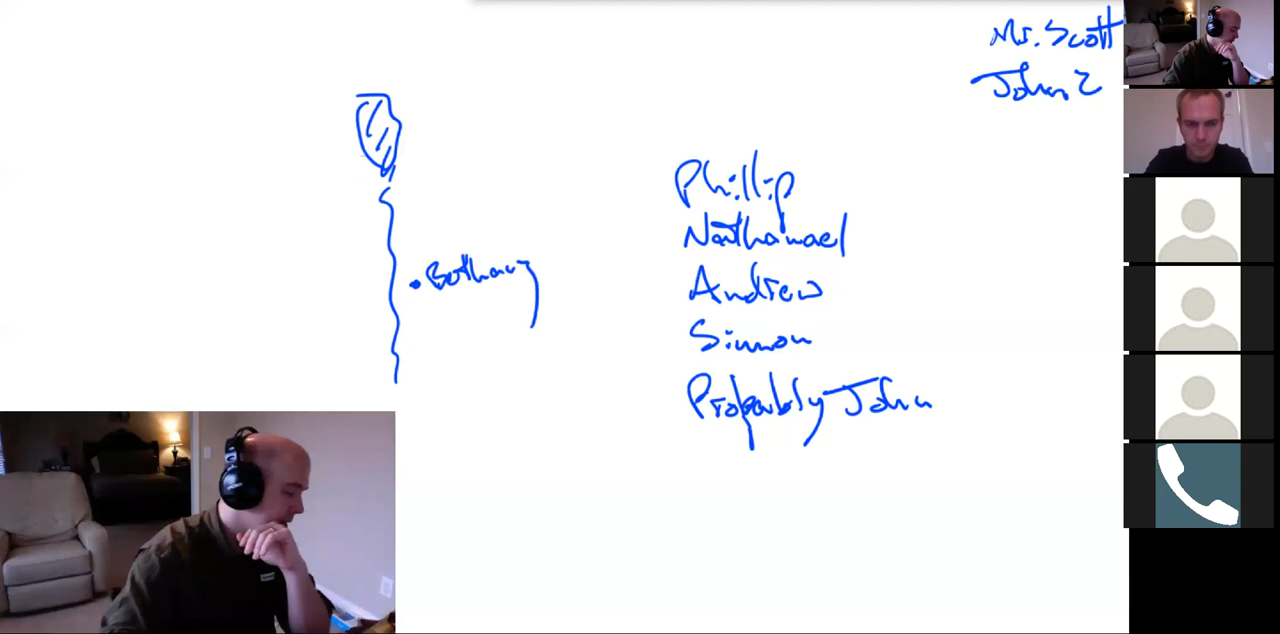 Mr. Scott
John 2
Phillip
Nathanael
Andrew
Simon
Probably John
Bethany